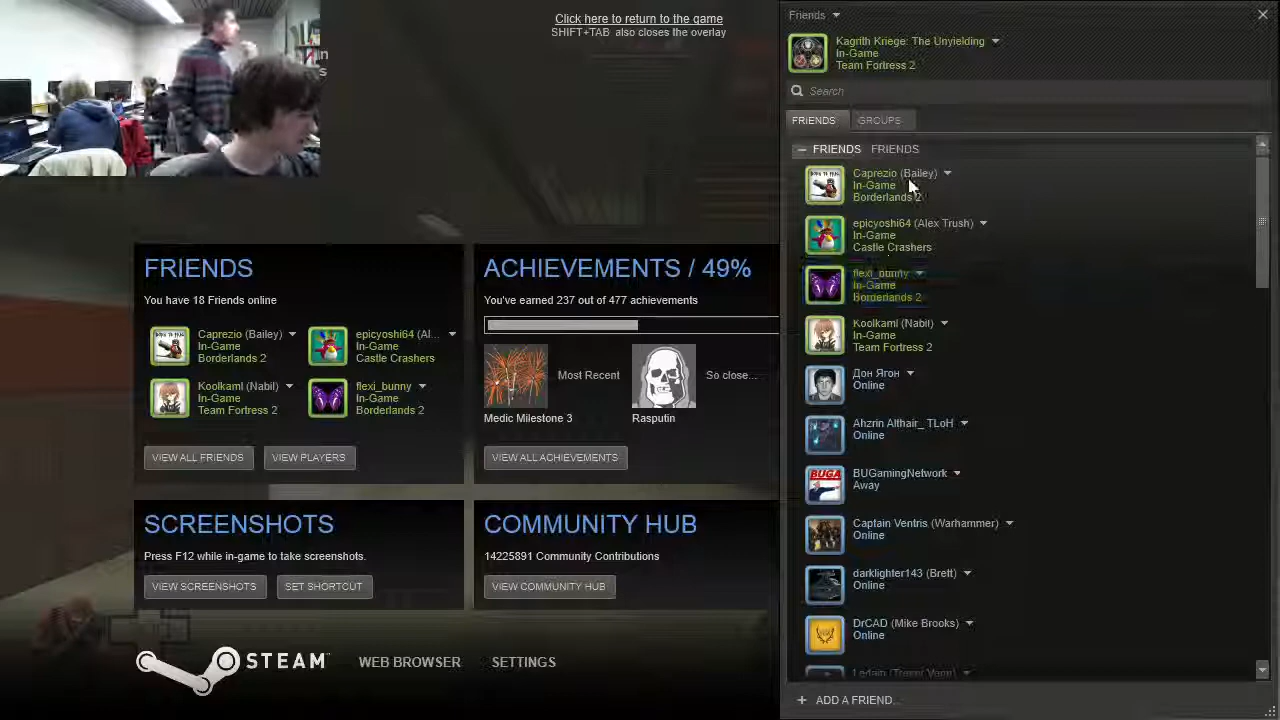 Click here to return to the game
SHIFT+TAB also closes the overlay
FRIENDS
You have 18 Friends online
Caprezio (Bailey)
In-Game
Borderlands 2
epicyoshi64 (Al...
In-Game
Castle Crashers
Koolkaml (Nabil)
In-Game
Team Fortress 2
flexi_bunny
In-Game
Borderlands 2
VIEW ALL FRIENDS
VIEW PLAYERS
ACHIEVEMENTS / 49%
You've earned 237 out of 477 achievements
Most Recent
So close...
Medic Milestone 3
Rasputin
VIEW ALL ACHIEVEMENTS
SCREENSHOTS
Press F12 while in-game to take screenshots.
VIEW SCREENSHOTS
SET SHORTCUT
COMMUNITY HUB
14225891 Community Contributions
VIEW COMMUNITY HUB
STEAM™
WEB BROWSER
SETTINGS
Friends
Kagrith Kriege: The Unyielding
In-Game
Team Fortress 2
Search
FRIENDS
GROUPS
FRIENDS FRIENDS
Caprezio (Bailey)
In-Game
Borderlands 2
epicyoshi64 (Alex Trush)
In-Game
Castle Crashers
flexi_bunny
In-Game
Borderlands 2
Koolkaml (Nabil)
In-Game
Team Fortress 2
Дон Ягон
Online
Ahzrin Althair_ TLoH
Online
BUGA
BUGamingNetwork
Away
Captain Ventris (Warhammer)
Online
darklighter143 (Brett)
Online
DrCAD (Mike Brooks)
Online
+ ADD A FRIEND...